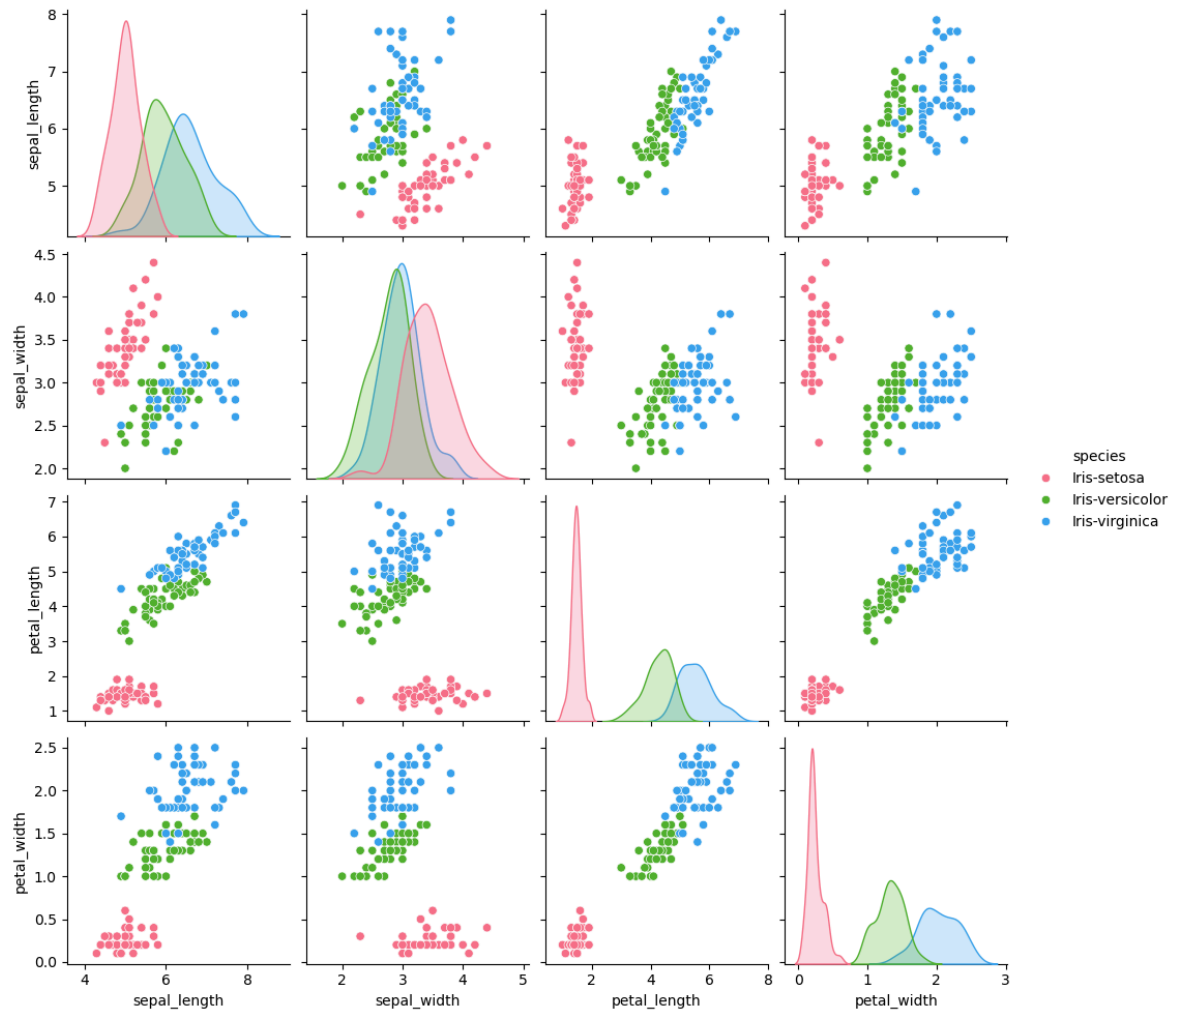 8
7
6
5
sepal_length
4.5
4.0
3.5
3.0
2.5
2.0
sepal_width
species
Iris-setosa
Iris-versicolor
Iris-virginica
7
6
5
4
3
2
1
petal_length
2.5
2.0
1.5
1.0
0.5
0.0
petal_width
4 6 8 2 3 4 5 2 4 6 8 0 1 2 3
sepal_length sepal_width petal_length petal_width